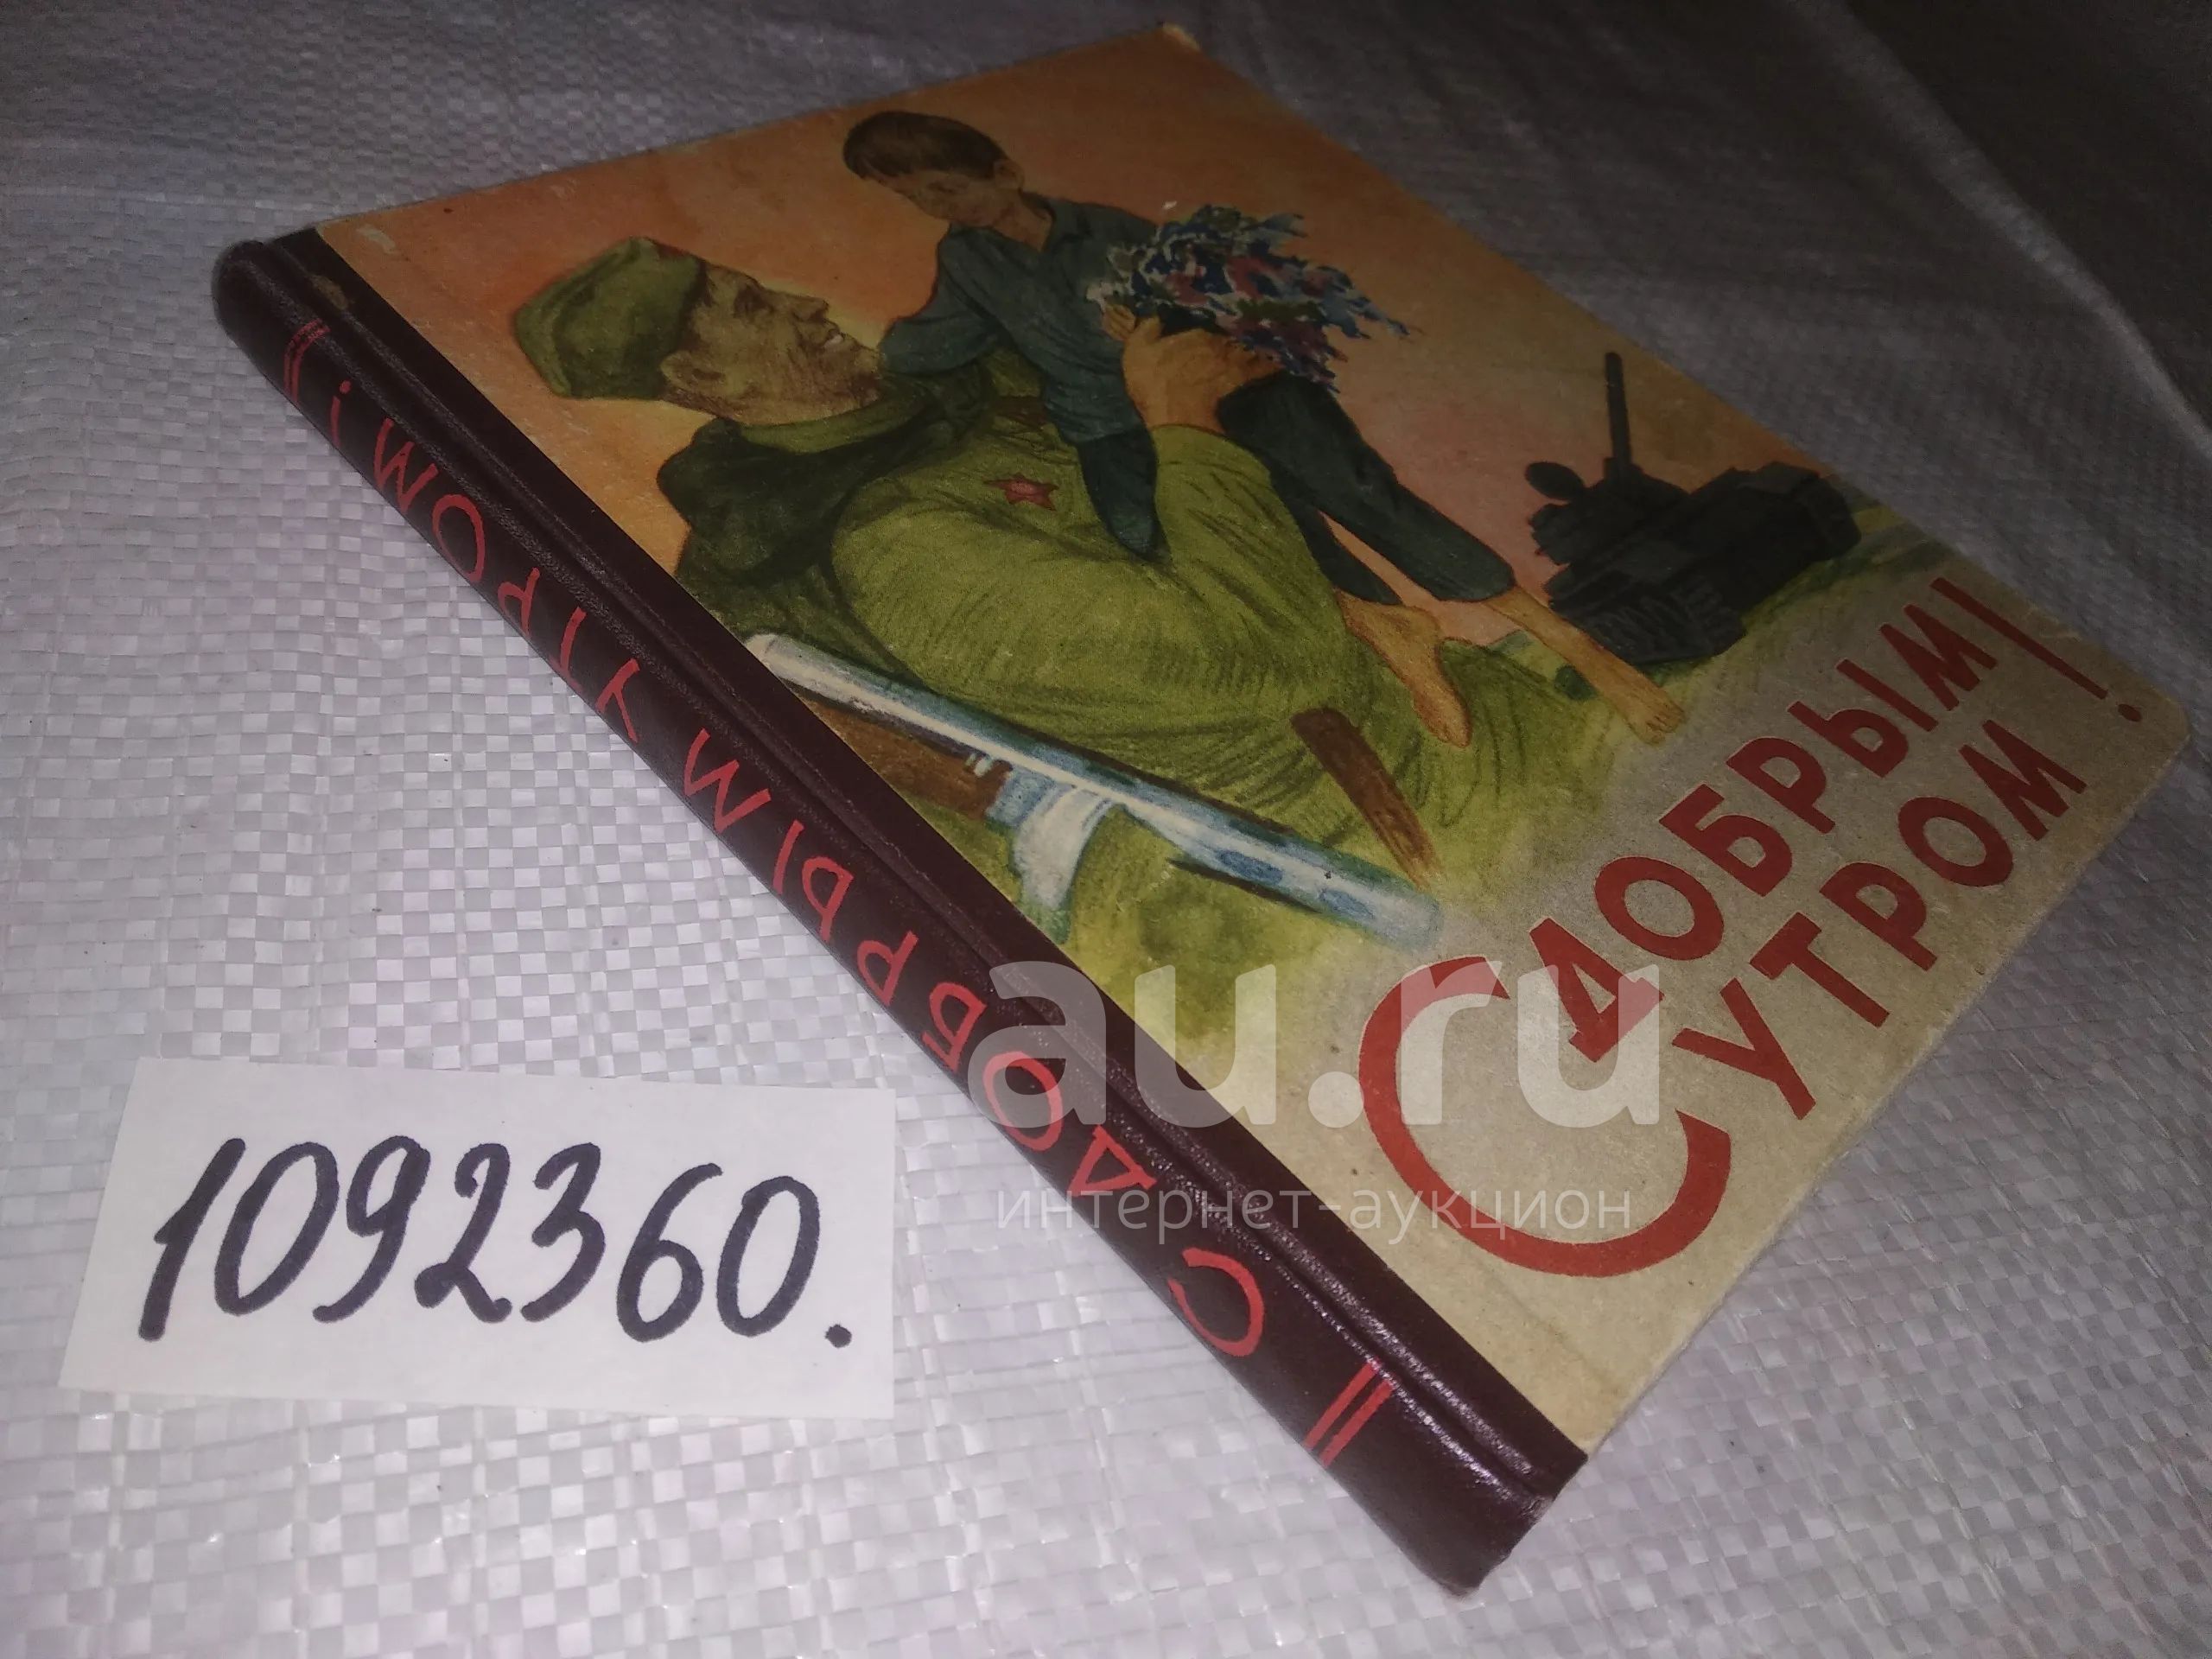 С ДОБРЫМ УТРОМ!
С ДОБРЫМ
УТРОМ!
1092360.
au.ru
интернет-аукцион